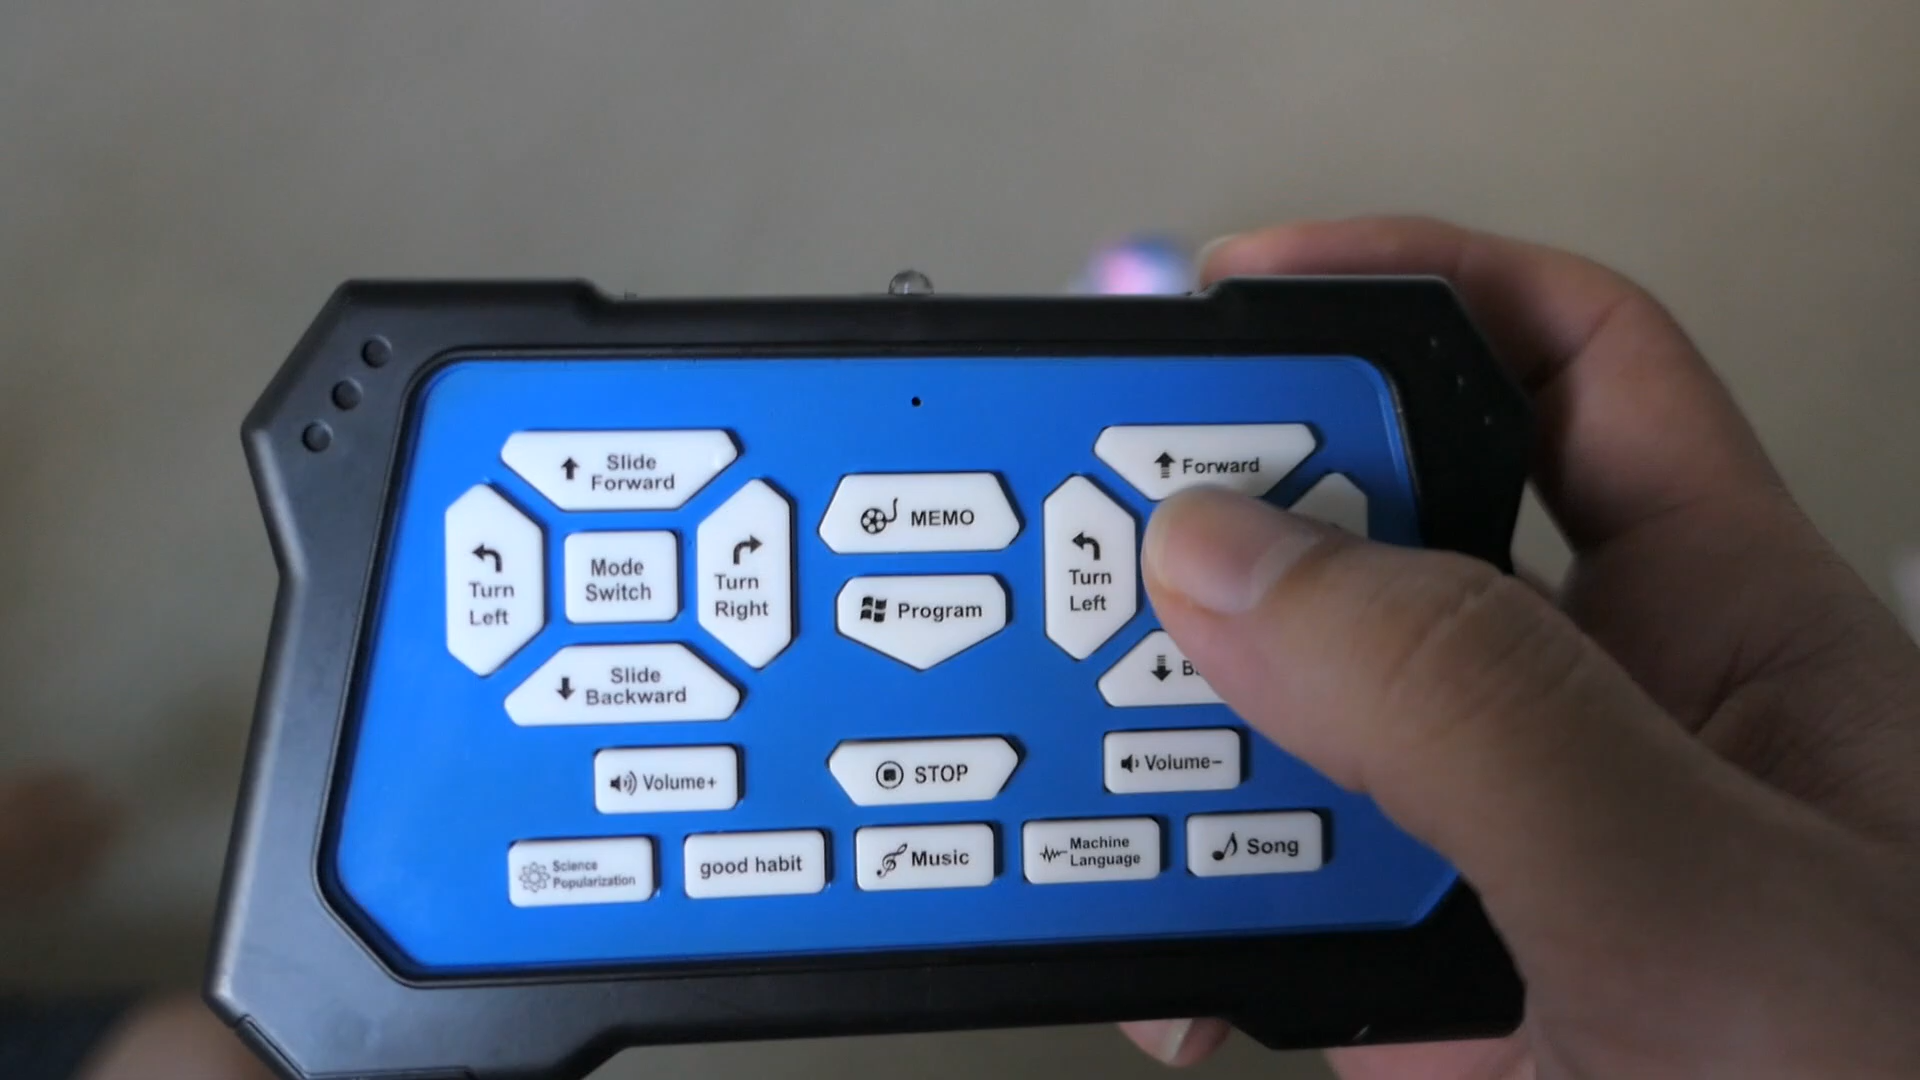 Slide
Forward
Turn
Left
Mode
Switch
Turn
Right
Slide
Backward
MEMO
Program
Forward
Turn
Left
Volume+
STOP
Volume-
Science
Popularization
good habit
Music
Machine
Language
Song